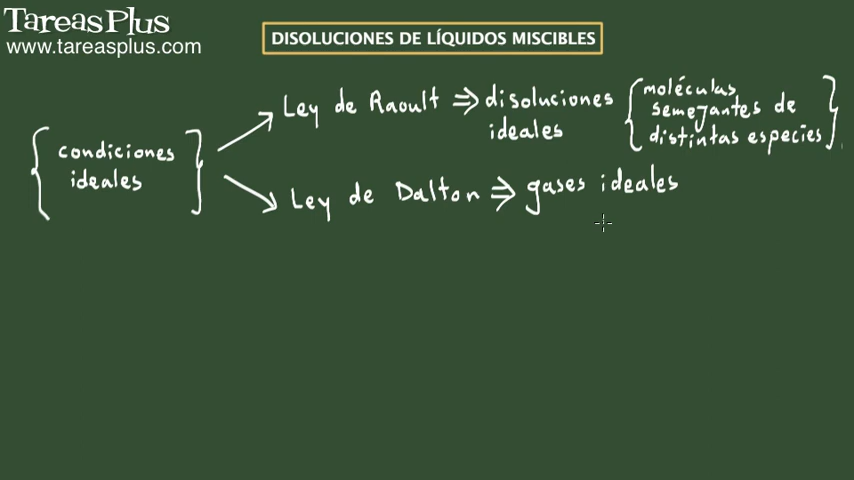 TareasPlus
www.tareasplus.com
DISOLUCIONES DE LÍQUIDOS MISCIBLES
condiciones
ideales
Ley de Raoult ⇒ disoluciones
ideales
moléculas
semejantes de
distintas especies
Ley de Dalton ⇒ gases ideales